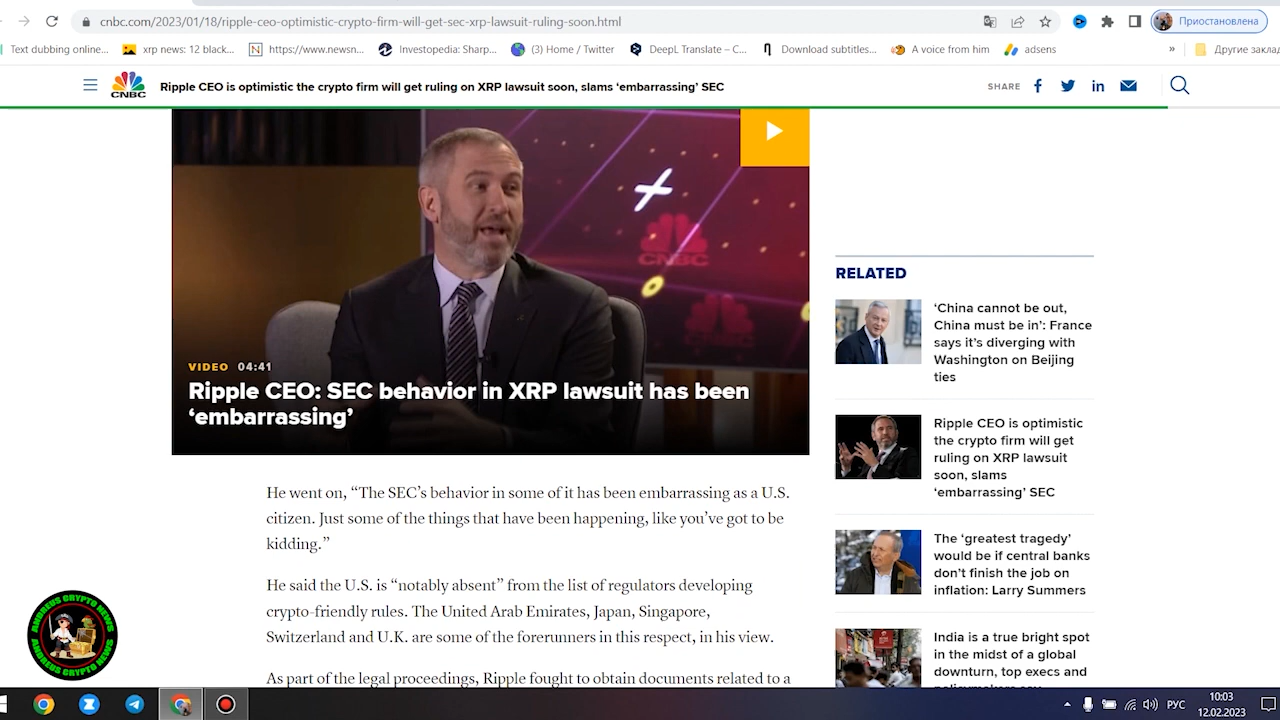 cnbc.com/2023/01/18/ripple-ceo-optimistic-crypto-firm-will-get-sec-xrp-lawsuit-ruling-soon.html
Приостановлена
Text dubbing online...
xrp news: 12 black...
https://www.newsn...
Investopedia: Sharp...
(3) Home / Twitter
DeepL Translate – C...
Download subtitles...
A voice from him
adsens
»
Другие закла
CNBC
Ripple CEO is optimistic the crypto firm will get ruling on XRP lawsuit soon, slams ‘embarrassing’ SEC
SHARE
CNBC
VIDEO 04:41
Ripple CEO: SEC behavior in XRP lawsuit has been
‘embarrassing’
He went on, “The SEC’s behavior in some of it has been embarrassing as a U.S.
citizen. Just some of the things that have been happening, like you’ve got to be
kidding.”
He said the U.S. is “notably absent” from the list of regulators developing
crypto-friendly rules. The United Arab Emirates, Japan, Singapore,
Switzerland and U.K. are some of the forerunners in this respect, in his view.
As part of the legal proceedings, Ripple fought to obtain documents related to a
RELATED
‘China cannot be out,
China must be in’: France
says it’s diverging with
Washington on Beijing
ties
Ripple CEO is optimistic
the crypto firm will get
ruling on XRP lawsuit
soon, slams
‘embarrassing’ SEC
The ‘greatest tragedy’
would be if central banks
don’t finish the job on
inflation: Larry Summers
India is a true bright spot
in the midst of a global
downturn, top execs and
policymakers say
ANDREUS CRYPTO NEWS
ANDREUS CRYPTO NEWS
РУС
10:03
12.02.2023